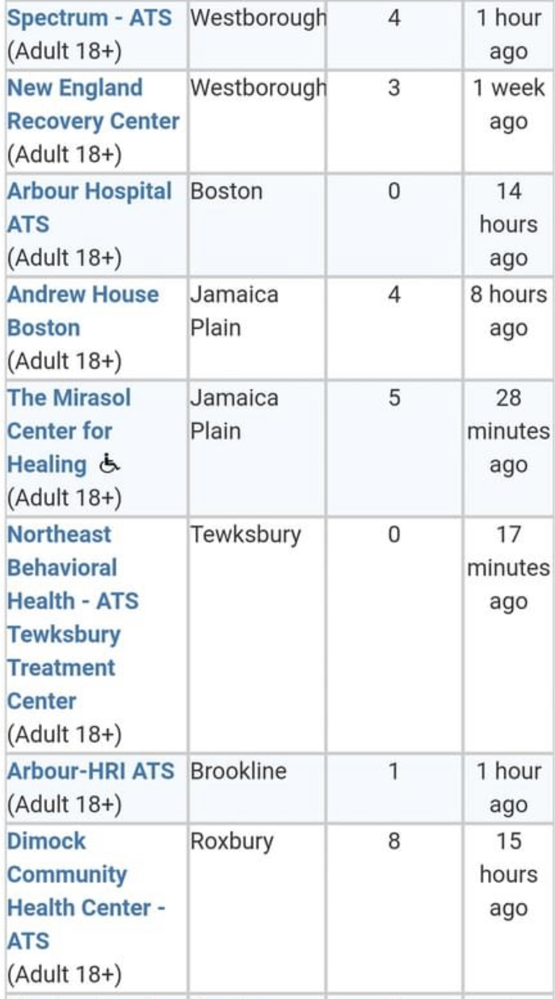 Spectrum - ATS
(Adult 18+)
Westborough
4
1 hour
ago
New England
Recovery Center
(Adult 18+)
Westborough
3
1 week
ago
Arbour Hospital
ATS
(Adult 18+)
Boston
0
14
hours
ago
Andrew House
Boston
(Adult 18+)
Jamaica
Plain
4
8 hours
ago
The Mirasol
Center for
Healing
(Adult 18+)
Jamaica
Plain
5
28
minutes
ago
Northeast
Behavioral
Health - ATS
Tewksbury
Treatment
Center
(Adult 18+)
Tewksbury
0
17
minutes
ago
Arbour-HRI ATS
(Adult 18+)
Brookline
1
1 hour
ago
Dimock
Community
Health Center -
ATS
(Adult 18+)
Roxbury
8
15
hours
ago